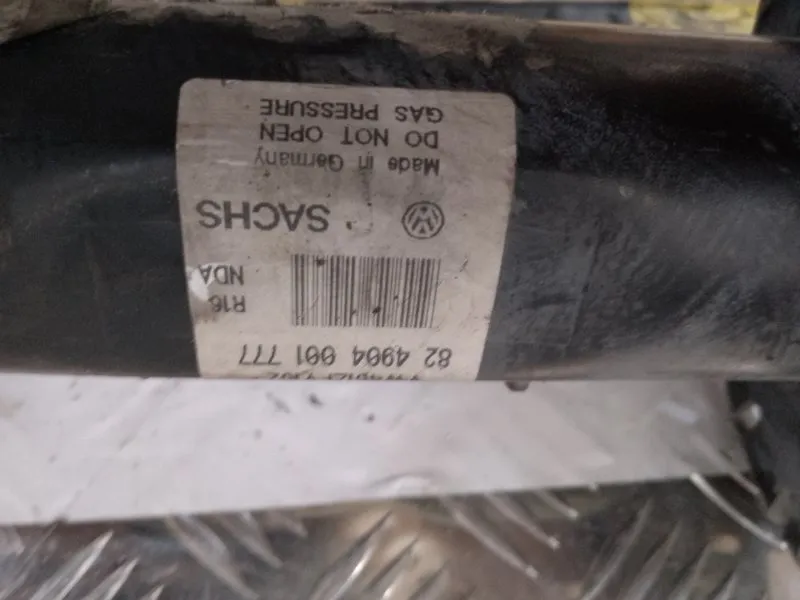 82 4904 001 777
R16
NDA
SACHS
Made in Germany
DO NOT OPEN
GAS PRESSURE